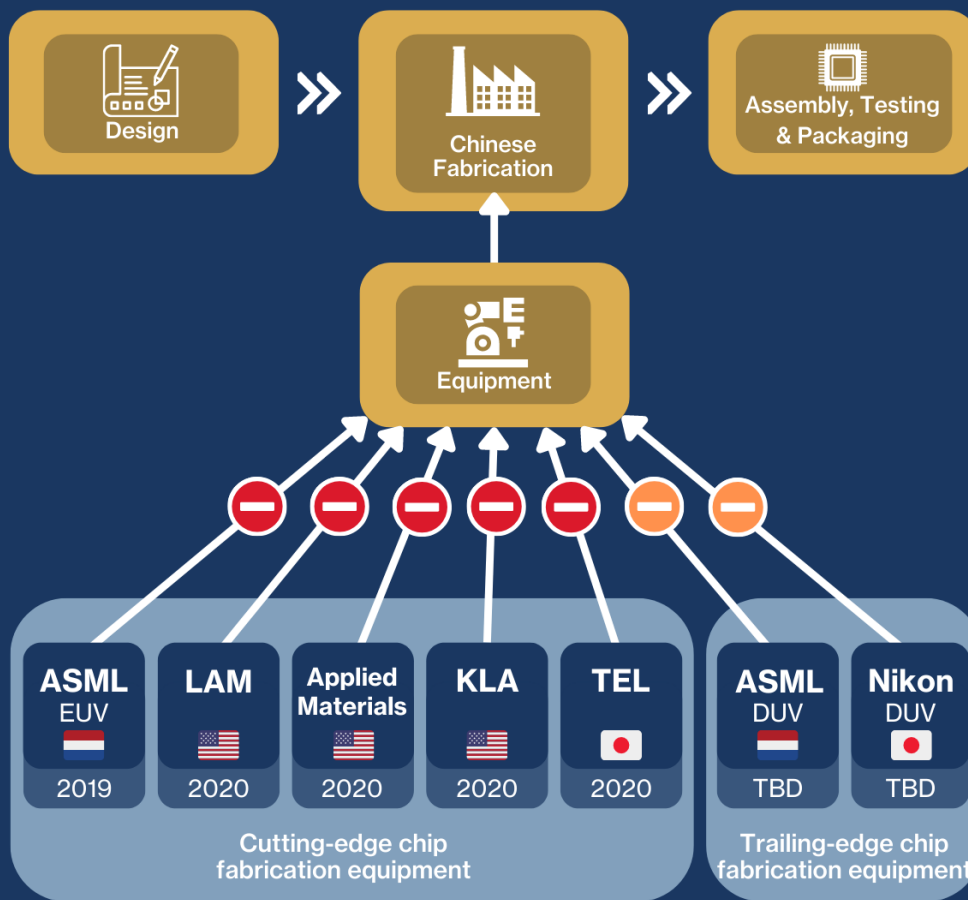 Design
Chinese
Fabrication
Assembly, Testing
& Packaging
Equipment
ASML
EUV
2019
LAM
2020
Applied
Materials
2020
KLA
2020
TEL
2020
ASML
DUV
TBD
Nikon
DUV
TBD
Cutting-edge chip
fabrication equipment
Trailing-edge chip
fabrication equipment